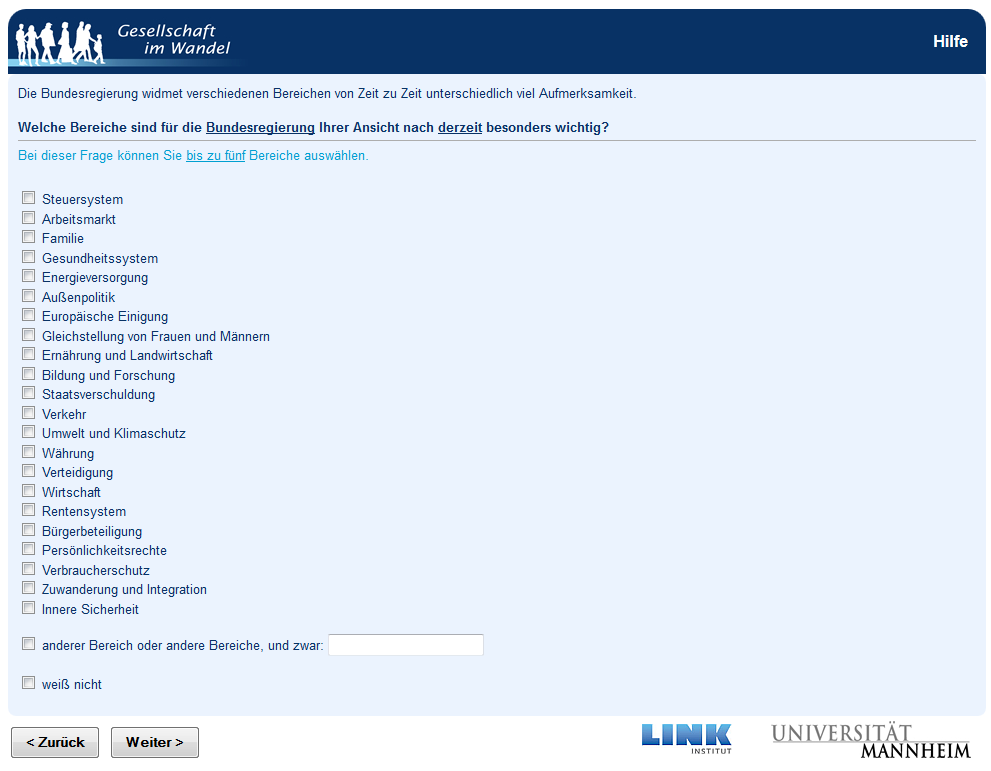 Gesellschaft
im Wandel
Hilfe
Die Bundesregierung widmet verschiedenen Bereichen von Zeit zu Zeit unterschiedlich viel Aufmerksamkeit.
Welche Bereiche sind für die Bundesregierung Ihrer Ansicht nach derzeit besonders wichtig?
Bei dieser Frage können Sie bis zu fünf Bereiche auswählen.
Steuersystem
Arbeitsmarkt
Familie
Gesundheitssystem
Energieversorgung
Außenpolitik
Europäische Einigung
Gleichstellung von Frauen und Männern
Ernährung und Landwirtschaft
Bildung und Forschung
Staatsverschuldung
Verkehr
Umwelt und Klimaschutz
Währung
Verteidigung
Wirtschaft
Rentensystem
Bürgerbeteiligung
Persönlichkeitsrechte
Verbraucherschutz
Zuwanderung und Integration
Innere Sicherheit
anderer Bereich oder andere Bereiche, und zwar:
weiß nicht
< Zurück
Weiter >
LINK
INSTITUT
UNIVERSITÄT
MANNHEIM